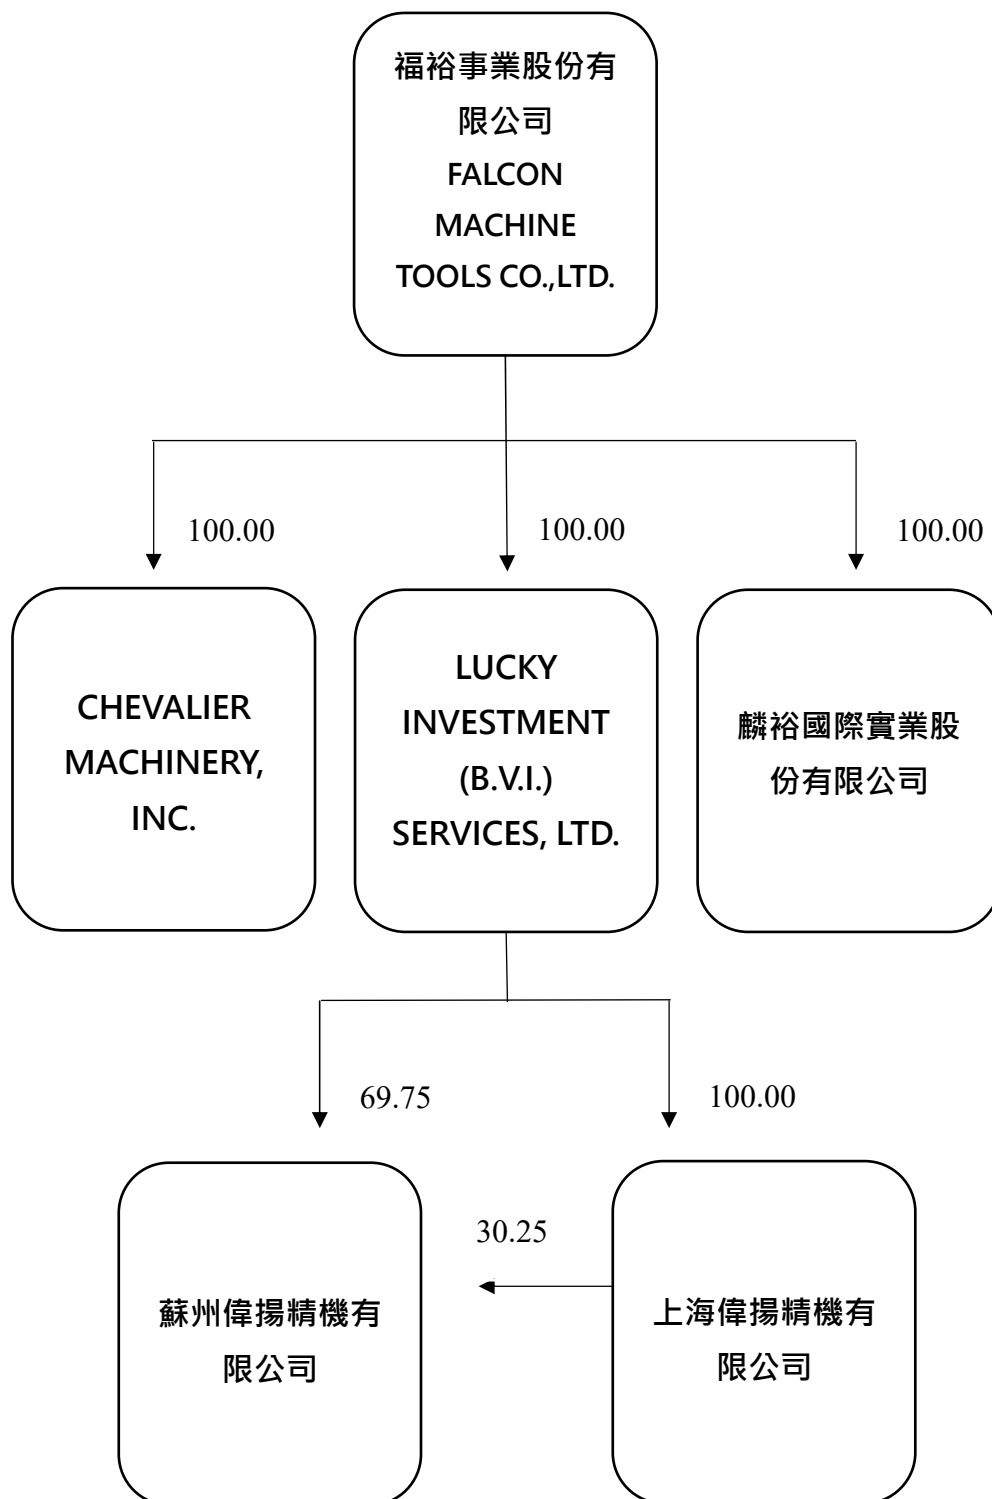 福裕事業股份有
限公司
FALCON
MACHINE
TOOLS CO.,LTD.
100.00
100.00
100.00
CHEVALIER
MACHINERY,
INC.
LUCKY
INVESTMENT
(B.V.I.)
SERVICES, LTD.
麟裕國際實業股
份有限公司
69.75
100.00
30.25
蘇州偉揚精機有
限公司
上海偉揚精機有
限公司